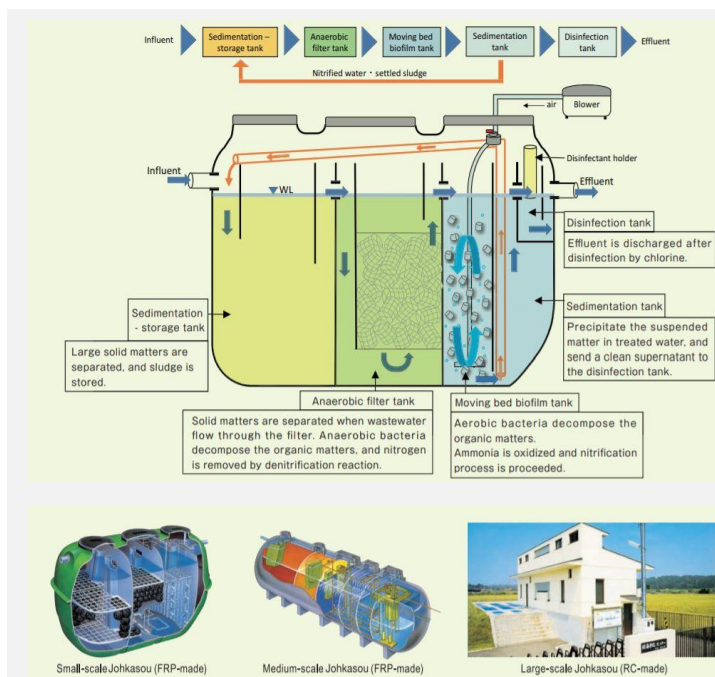 Influent
Sedimentation –
storage tank
Anaerobic
filter tank
Moving bed
biofilm tank
Sedimentation
tank
Disinfection
tank
Effluent
Nitrified water・settled sludge
air
Blower
Disinfectant holder
Influent
Effluent
WL
Disinfection tank
Effluent is discharged after
disinfection by chlorine.
Sedimentation
- storage tank
Large solid matters are
separated, and sludge is
stored.
Sedimentation tank
Precipitate the suspended
matter in treated water, and
send a clean supernatant to
the disinfection tank.
Anaerobic filter tank
Solid matters are separated when wastewater
flow through the filter. Anaerobic bacteria
decompose the organic matters, and nitrogen
is removed by denitrification reaction.
Moving bed biofilm tank
Aerobic bacteria decompose the
organic matters.
Ammonia is oxidized and nitrification
process is proceeded.
Small-scale Johkasou (FRP-made)
Medium-scale Johkasou (FRP-made)
Large-scale Johkasou (RC-made)